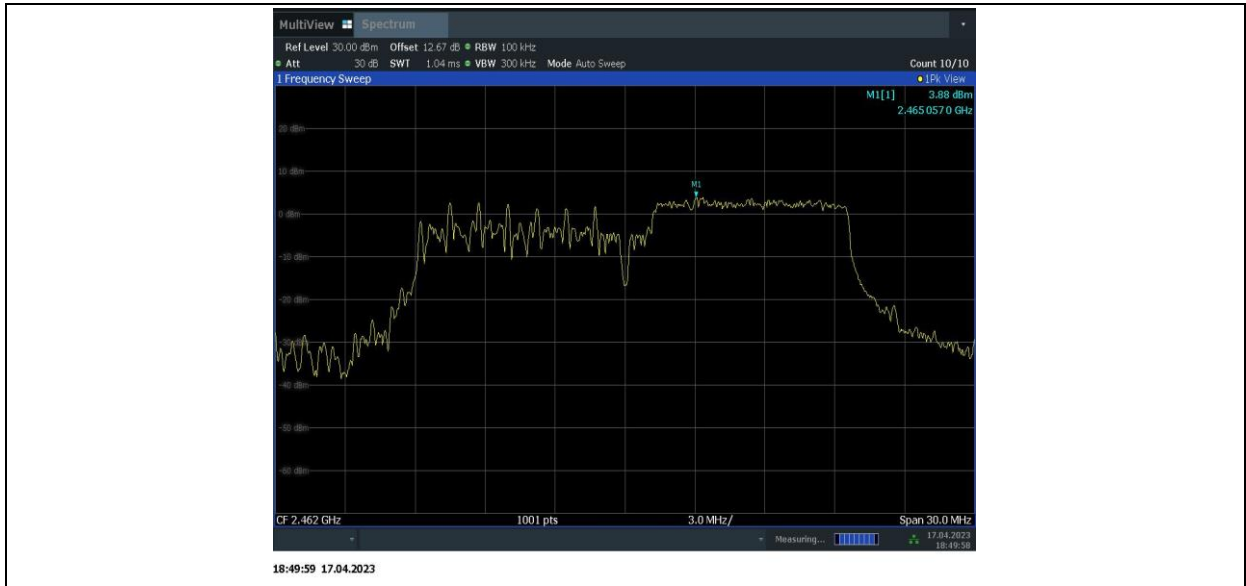 MultiView Spectrum
Ref Level 30.00 dBm Offset 12.67 dB RBW 100 kHz
Att 30 dB SWT 1.04 ms VBW 300 kHz Mode Auto Sweep Count 10/10
1 Frequency Sweep 1Pk View
M1[1] 3.88 dBm
2.465 057 0 GHz
20 dBm
10 dBm
M1
0 dBm
-10 dBm
-20 dBm
-30 dBm
-40 dBm
-50 dBm
-60 dBm
CF 2.462 GHz 1001 pts 3.0 MHz/ Span 30.0 MHz
Measuring... 17.04.2023
18:49:58
18:49:59 17.04.2023